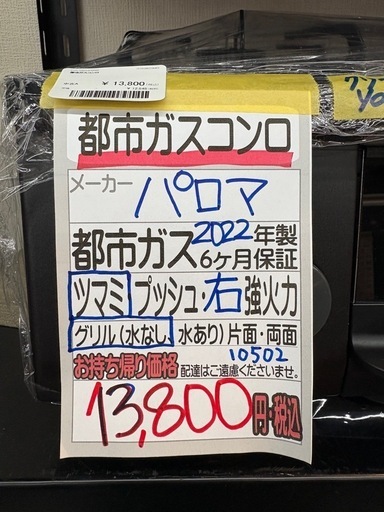 ¥ 13,800
都市ガスコンロ
メーカー パロマ
都市ガス 2022年製
6ヶ月保証
ツマミ プッシュ・右強火力
グリル(水なし 水あり)片面・両面
10502
お持ち帰り価格 配達はご遠慮くださいませ。
13,800円・税込